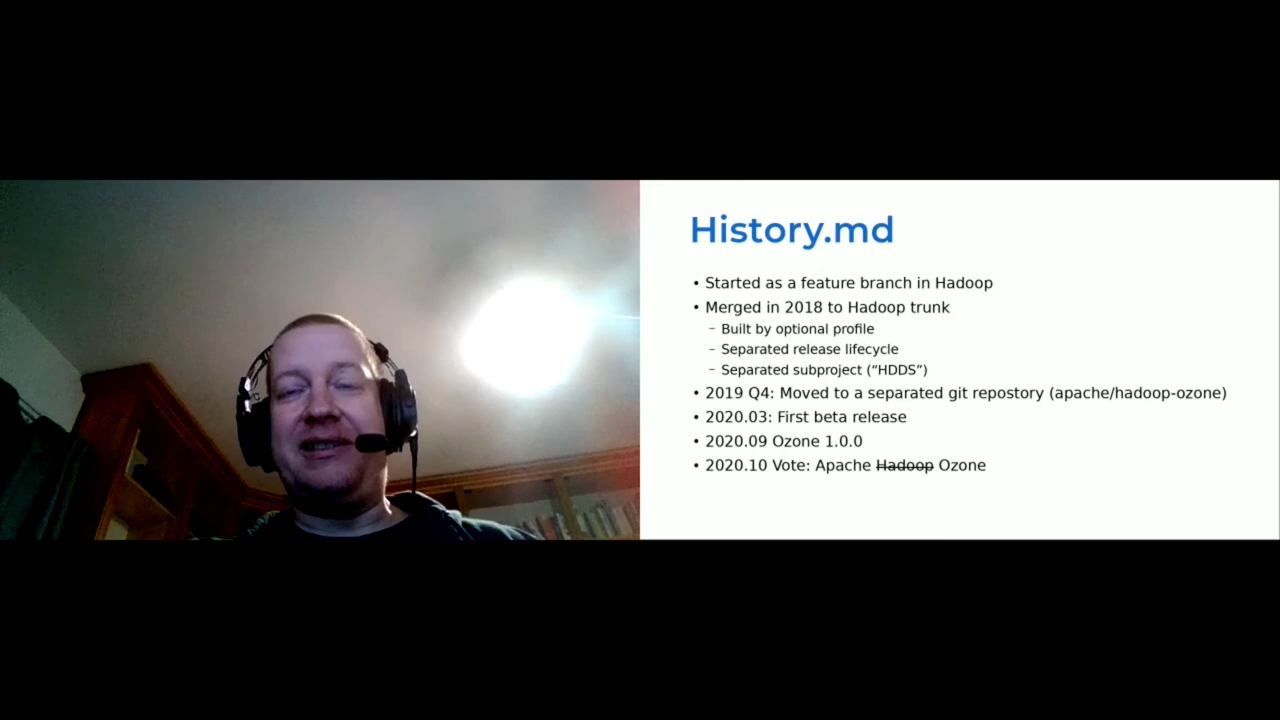 History.md
• Started as a feature branch in Hadoop
• Merged in 2018 to Hadoop trunk
– Built by optional profile
– Separated release lifecycle
– Separated subproject (“HDDS”)
• 2019 Q4: Moved to a separated git repostory (apache/hadoop-ozone)
• 2020.03: First beta release
• 2020.09 Ozone 1.0.0
• 2020.10 Vote: Apache Hadoop Ozone